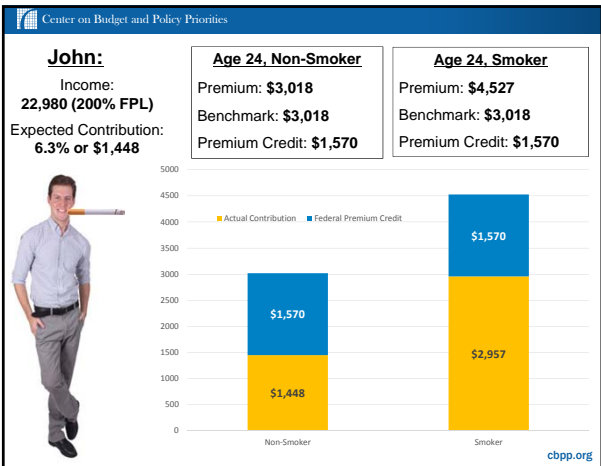 Center on Budget and Policy Priorities
John:
Income:
22,980 (200% FPL)
Expected Contribution:
6.3% or $1,448
Age 24, Non-Smoker
Premium: $3,018
Benchmark: $3,018
Premium Credit: $1,570
Age 24, Smoker
Premium: $4,527
Benchmark: $3,018
Premium Credit: $1,570
5000
4500
4000
3500
3000
2500
2000
1500
1000
500
0
Actual Contribution
Federal Premium Credit
$1,570
$1,448
$1,570
$2,957
Non-Smoker
Smoker
cbpp.org